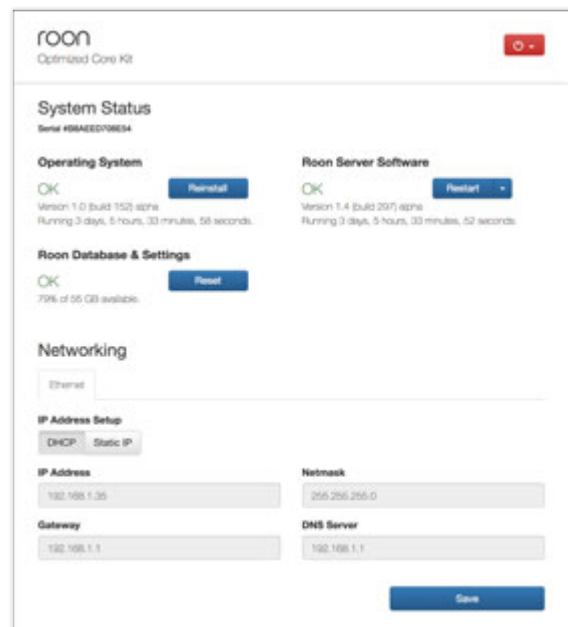 roon
Optimized Core Kit
System Status
Serial #B8AEED708E54
Operating System
OK
Reinstall
Version 1.0 (build 152) alpha
Running 3 days, 5 hours, 33 minutes, 58 seconds.
Roon Server Software
OK
Restart
Version 1.4 (build 297) alpha
Running 3 days, 5 hours, 33 minutes, 52 seconds.
Roon Database & Settings
OK
Reset
79% of 55 GB available.
Networking
Ethernet
IP Address Setup
DHCP Static IP
IP Address
192.168.1.35
Netmask
255.255.255.0
Gateway
192.168.1.1
DNS Server
192.168.1.1
Save